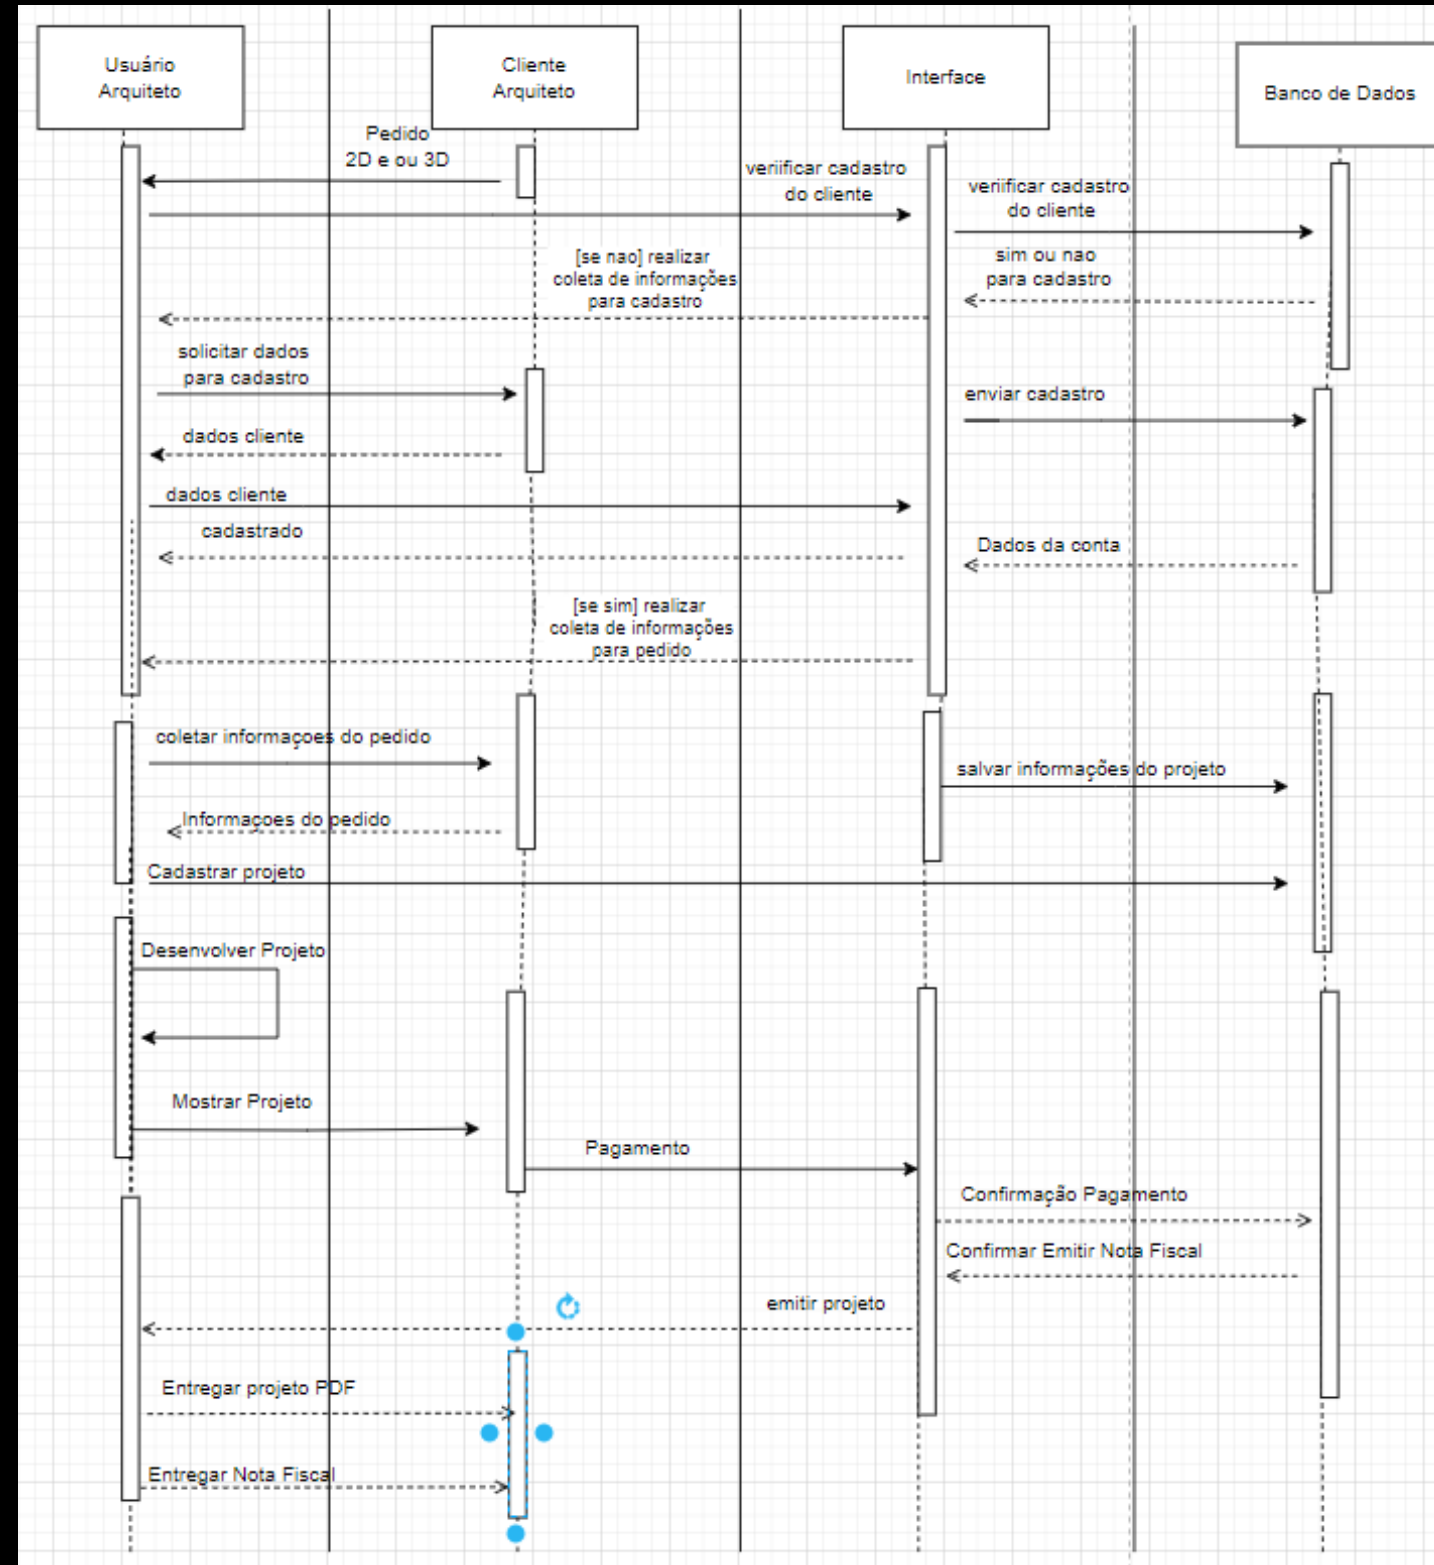 Usuário
Arquiteto
Cliente
Arquiteto
Interface
Banco de Dados
Pedido
2D e ou 3D
veriificar cadastro
do cliente
veriificar cadastro
do cliente
[se nao] realizar
coleta de informações
para cadastro
sim ou nao
para cadastro
solicitar dados
para cadastro
enviar cadastro
dados cliente
dados cliente
cadastrado
Dados da conta
[se sim] realizar
coleta de informações
para pedido
coletar informaçoes do pedido
salvar informações do projeto
Informaçoes do pedido
Cadastrar projeto
Desenvolver Projeto
Mostrar Projeto
Pagamento
Confirmação Pagamento
Confirmar Emitir Nota Fiscal
emitir projeto
Entregar projeto PDF
Entregar Nota Fiscal